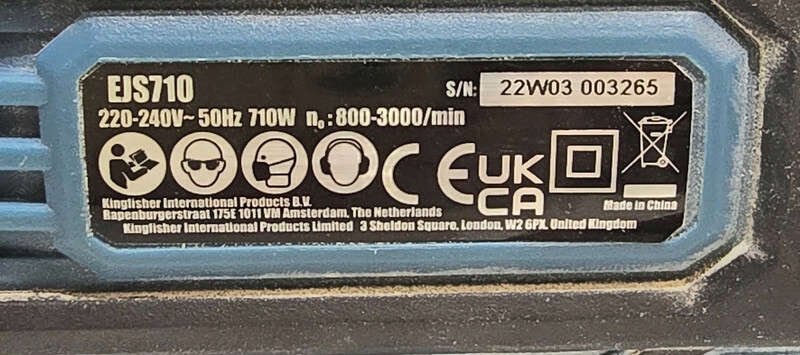 EJS710
S/N: 22W03 003265
220-240V~ 50Hz 710W n₀: 800-3000/min
CE UK CA
Kingfisher International Products B.V.
Rapenburgerstraat 175E 1011 VM Amsterdam, The Netherlands
Made in China
Kingfisher International Products Limited 3 Sheldon Square, London, W2 6PX, United Kingdom